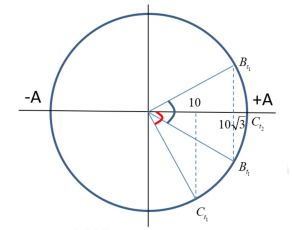 B_{t_1}
-A
10
+A
10√3
C_{t_2}
B_{t_1}
C_{t_1}